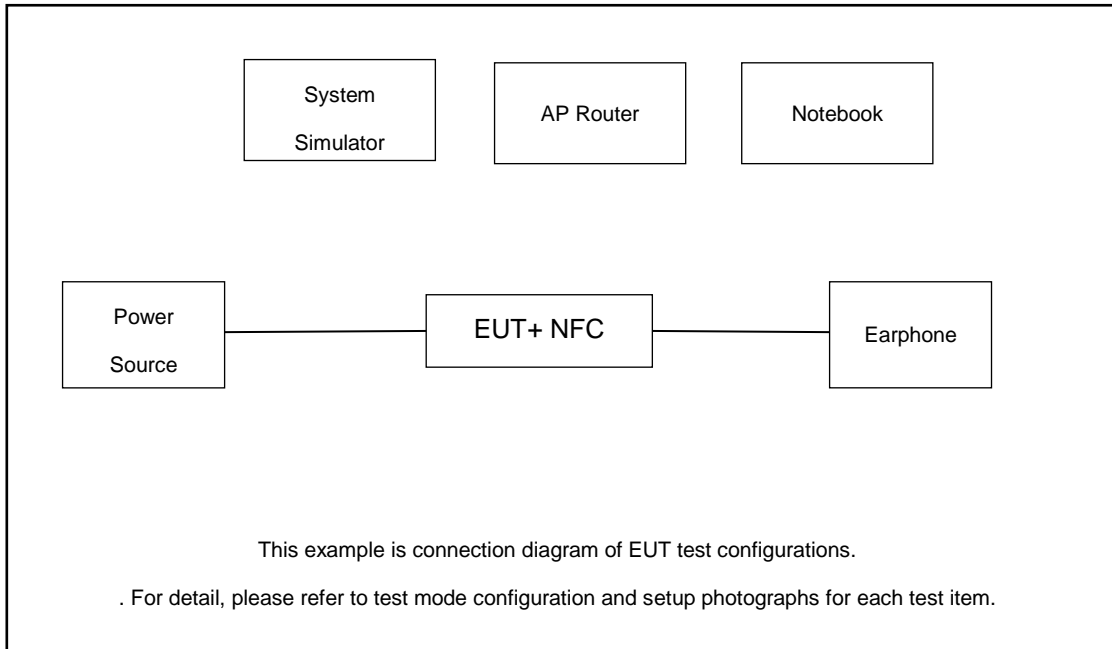 System
Simulator
AP Router
Notebook
Power
Source
EUT+ NFC
Earphone
This example is connection diagram of EUT test configurations.
. For detail, please refer to test mode configuration and setup photographs for each test item.